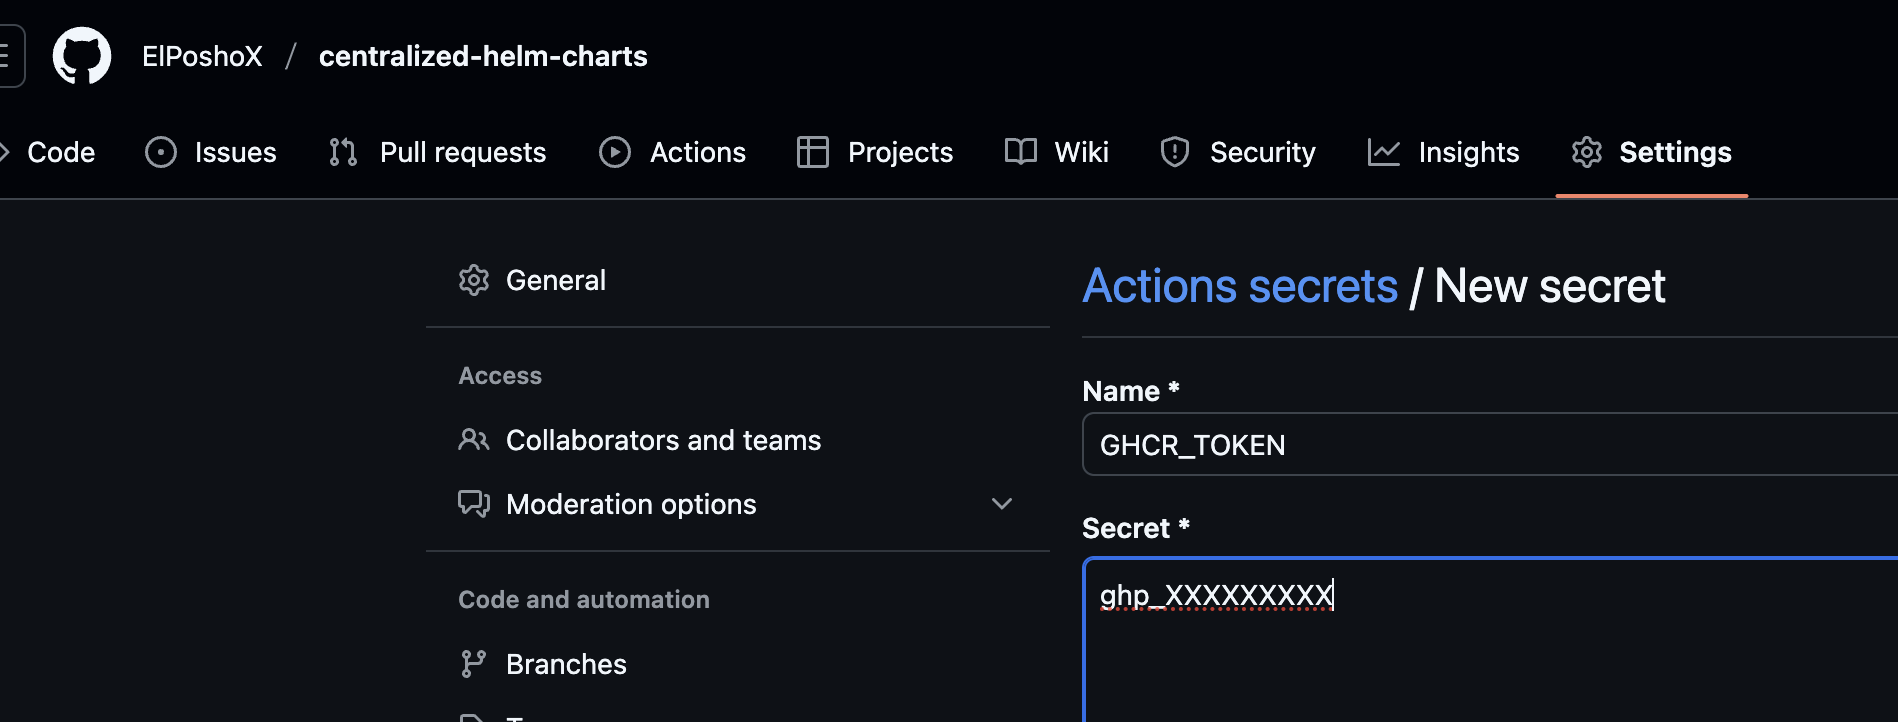 ElPoshoX / centralized-helm-charts
Code Issues Pull requests Actions Projects Wiki Security Insights Settings
General
Access
Collaborators and teams
Moderation options
Code and automation
Branches
Actions secrets / New secret
Name *
GHCR_TOKEN
Secret *
ghp_XXXXXXXXX